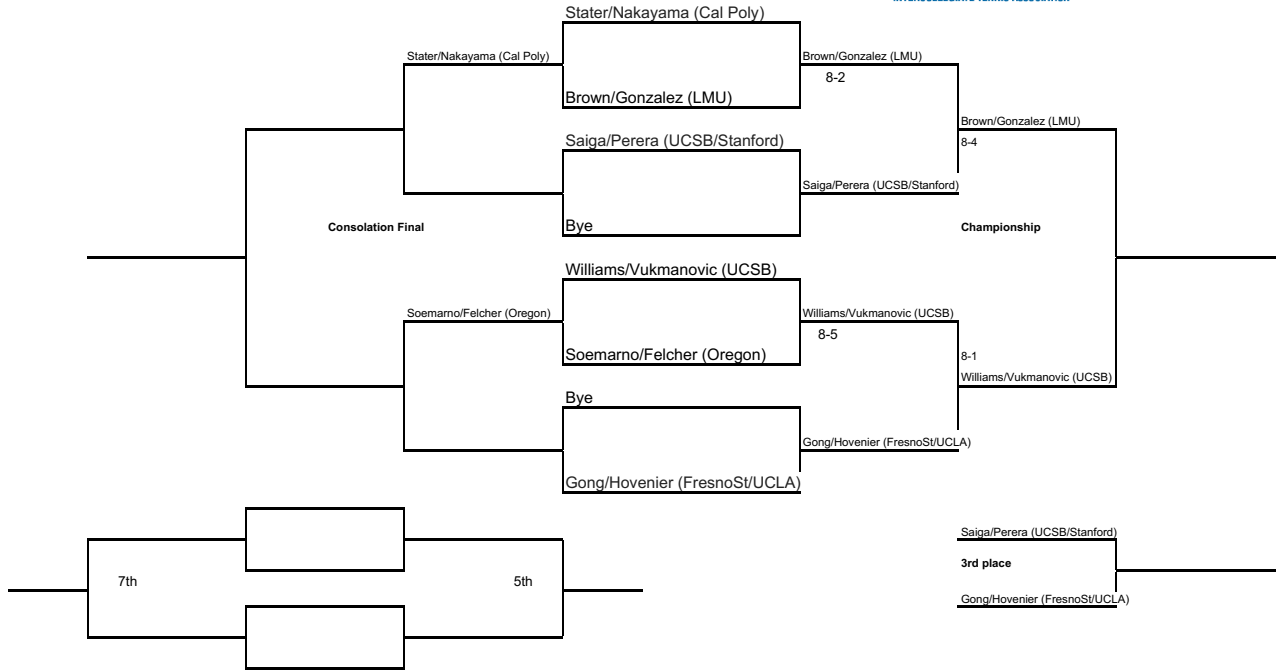 Stater/Nakayama (Cal Poly)
Stater/Nakayama (Cal Poly)
Brown/Gonzalez (LMU)
8-2
Brown/Gonzalez (LMU)
Brown/Gonzalez (LMU)
8-4
Saiga/Perera (UCSB/Stanford)
Saiga/Perera (UCSB/Stanford)
Consolation Final
Bye
Championship
Williams/Vukmanovic (UCSB)
Soemarno/Felcher (Oregon)
Williams/Vukmanovic (UCSB)
8-5
Soemarno/Felcher (Oregon)
8-1
Williams/Vukmanovic (UCSB)
Bye
Gong/Hovenier (FresnoSt/UCLA)
Gong/Hovenier (FresnoSt/UCLA)
Saiga/Perera (UCSB/Stanford)
3rd place
7th
5th
Gong/Hovenier (FresnoSt/UCLA)